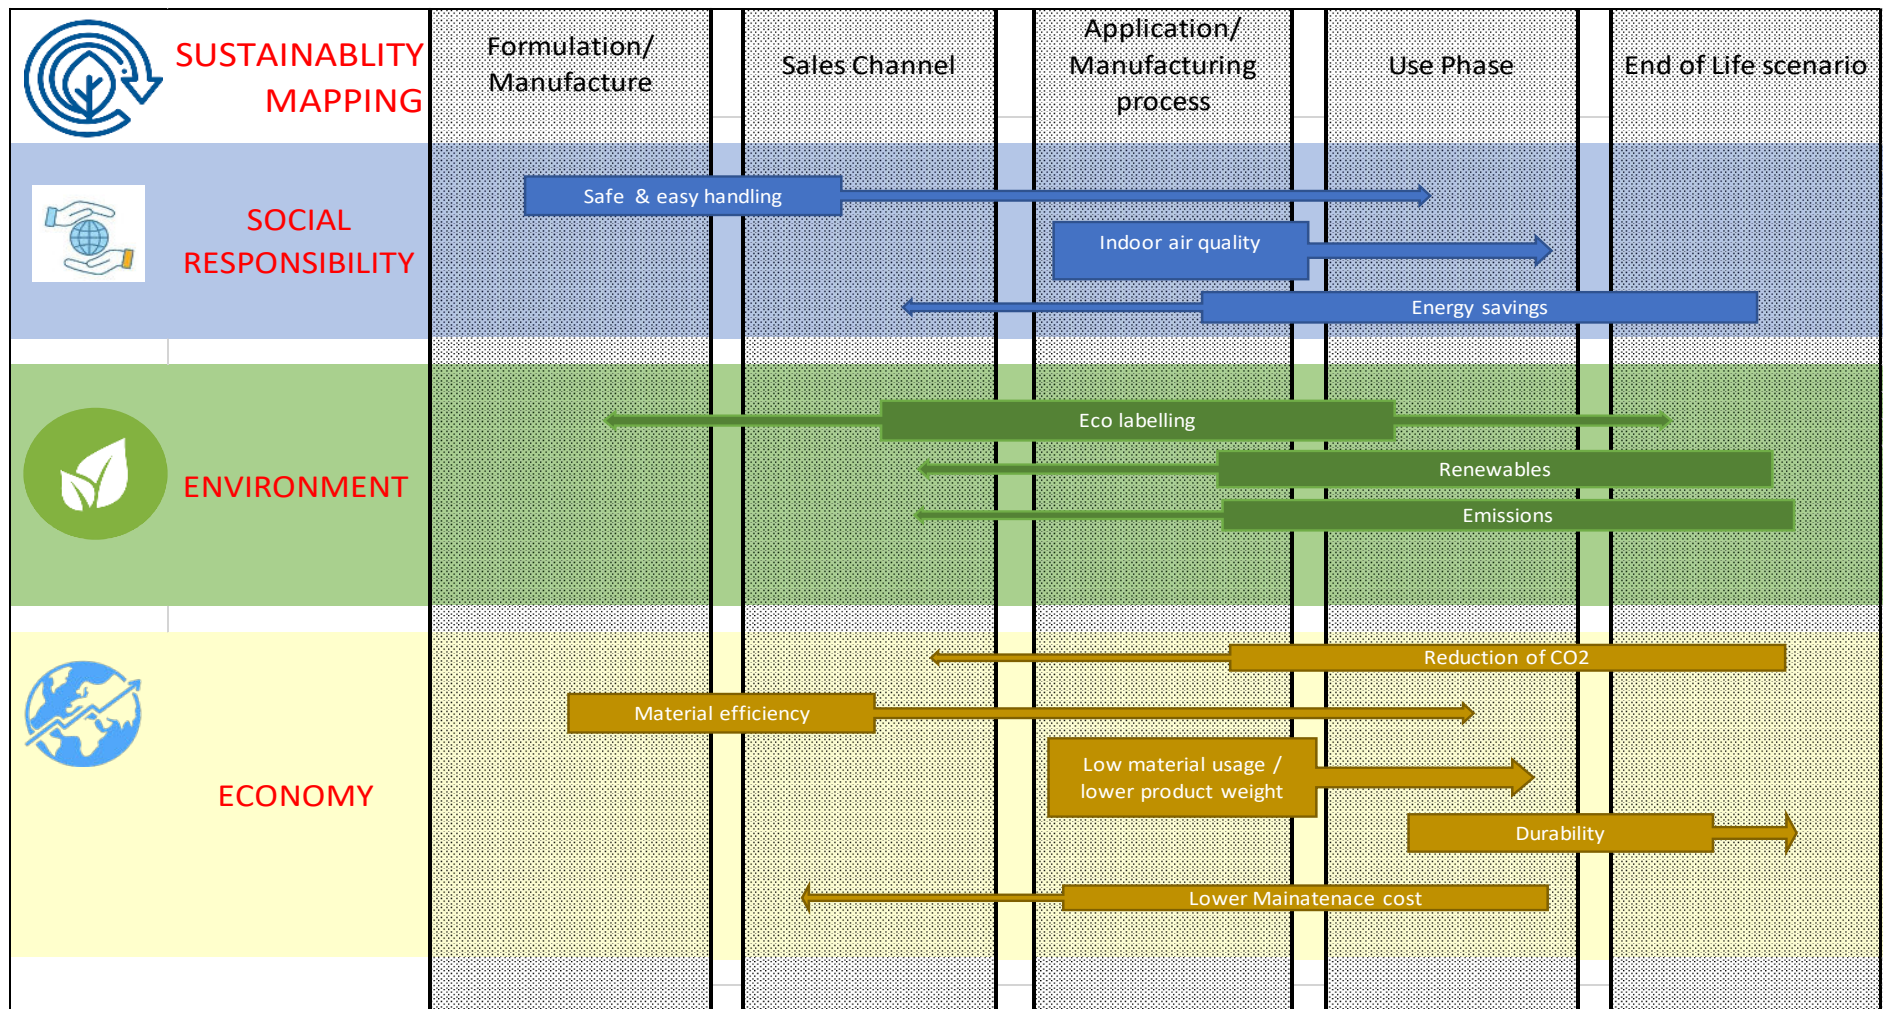 SUSTAINABLITY
MAPPING
Formulation/
Manufacture
Sales Channel
Application/
Manufacturing
process
Use Phase
End of Life scenario
SOCIAL
RESPONSIBILITY
Safe & easy handling
Indoor air quality
Energy savings
ENVIRONMENT
Eco labelling
Renewables
Emissions
ECONOMY
Reduction of CO2
Material efficiency
Low material usage /
lower product weight
Durability
Lower Mainatenace cost